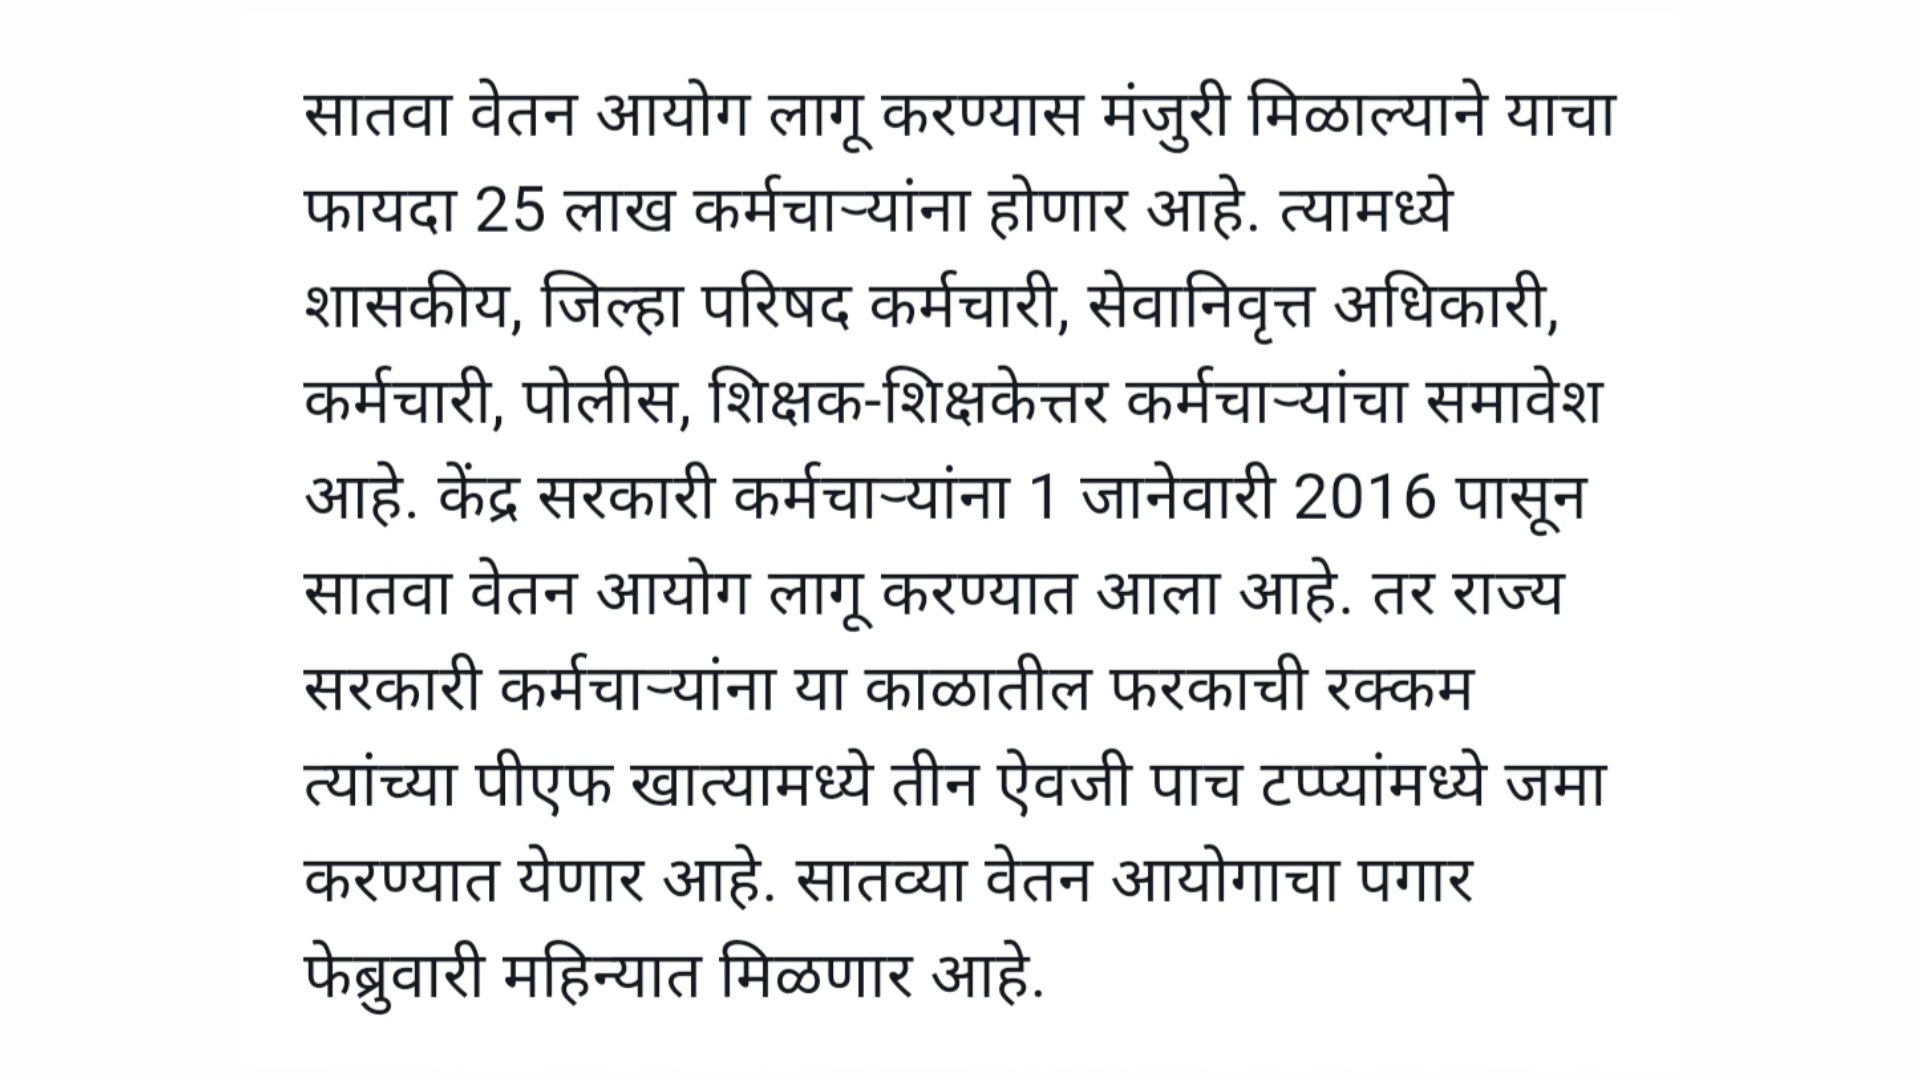 सातवा वेतन आयोग लागू करण्यास मंजुरी मिळाल्याने याचा
फायदा 25 लाख कर्मचाऱ्यांना होणार आहे. त्यामध्ये
शासकीय, जिल्हा परिषद कर्मचारी, सेवानिवृत्त अधिकारी,
कर्मचारी, पोलीस, शिक्षक-शिक्षकेत्तर कर्मचाऱ्यांचा समावेश
आहे. केंद्र सरकारी कर्मचाऱ्यांना 1 जानेवारी 2016 पासून
सातवा वेतन आयोग लागू करण्यात आला आहे. तर राज्य
सरकारी कर्मचाऱ्यांना या काळातील फरकाची रक्कम
त्यांच्या पीएफ खात्यामध्ये तीन ऐवजी पाच टप्प्यांमध्ये जमा
करण्यात येणार आहे. सातव्या वेतन आयोगाचा पगार
फेब्रुवारी महिन्यात मिळणार आहे.